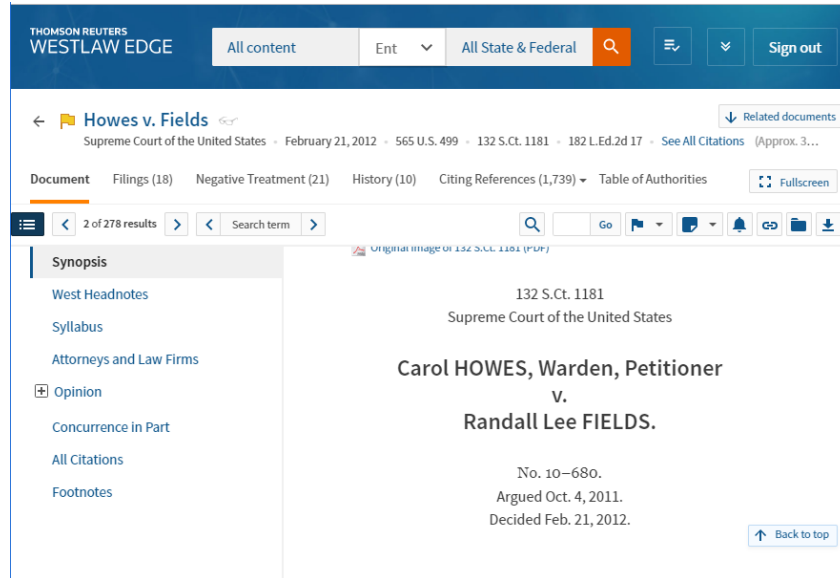 THOMSON REUTERS
WESTLAW EDGE
All content Ent All State & Federal Sign out
Howes v. Fields
Related documents
Supreme Court of the United States · February 21, 2012 · 565 U.S. 499 · 132 S.Ct. 1181 · 182 L.Ed.2d 17 · See All Citations (Approx. 3...
Document Filings (18) Negative Treatment (21) History (10) Citing References (1,739) Table of Authorities Fullscreen
2 of 278 results Search term Go
Original Image of 132 S.Ct. 1181 (PDF)
Synopsis
West Headnotes
Syllabus
Attorneys and Law Firms
Opinion
Concurrence in Part
All Citations
Footnotes
132 S.Ct. 1181
Supreme Court of the United States
Carol HOWES, Warden, Petitioner
v.
Randall Lee FIELDS.
No. 10–680.
Argued Oct. 4, 2011.
Decided Feb. 21, 2012.
Back to top